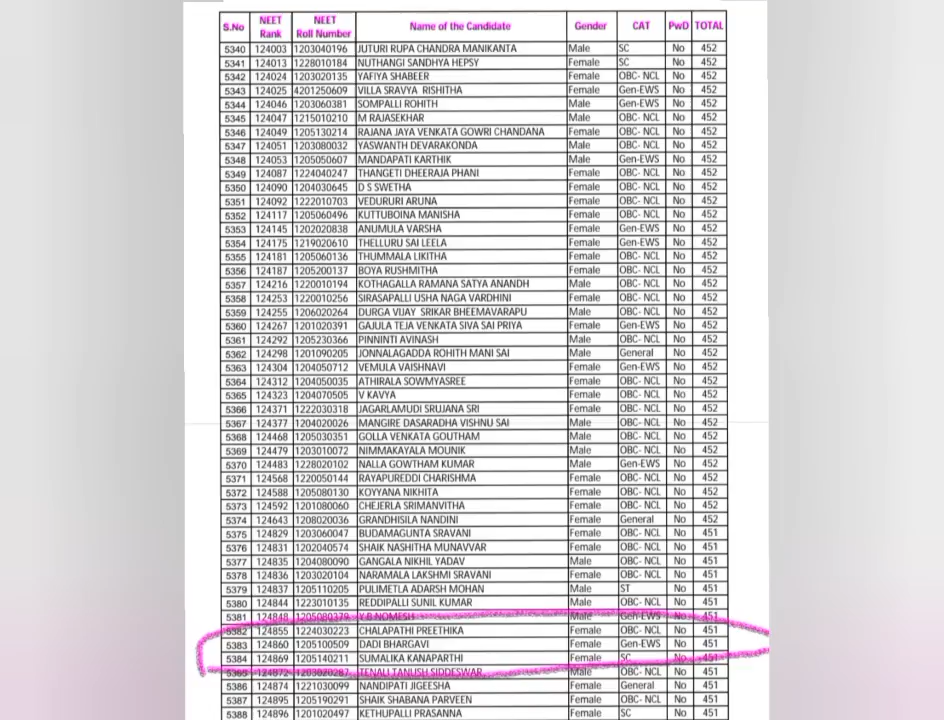 S.No NEET Rank NEET Roll Number Name of the Candidate Gender CAT PwD TOTAL
5340 124003 1203040196 JUTURI RUPA CHANDRA MANIKANTA Male SC No 452
5341 124013 1228010184 NUTHANGI SANDHYA HEPSY Female SC No 452
5342 124024 1203020135 YAFIYA SHABEER Female OBC- NCL No 452
5343 124025 4201250609 VILLA SRAVYA RISHITHA Female Gen-EWS No 452
5344 124046 1203060381 SOMPALLI ROHITH Male Gen-EWS No 452
5345 124047 1215010210 M RAJASEKHAR Male OBC- NCL No 452
5346 124049 1205130214 RAJANA JAYA VENKATA GOWRI CHANDANA Female OBC- NCL No 452
5347 124051 1213080032 YASWANTH DEVARAKONDA Male OBC- NCL No 452
5348 124053 1205050607 MANDAPATI KARTHIK Male Gen-EWS No 452
5349 124087 1224040247 THANGETI DHEERAJA PHANI Female OBC- NCL No 452
5350 124090 1204030645 D S SWETHA Female OBC- NCL No 452
5351 124092 1222010703 VEDURURI ARUNA Female OBC- NCL No 452
5352 124117 1205060496 KUTTUBOINA MANISHA Female OBC- NCL No 452
5353 124145 1202020838 ANUMULA VARSHA Female Gen-EWS No 452
5354 124175 1219020610 THELLURU SAI LEELA Female Gen-EWS No 452
5355 124181 1205060136 THUMMALA LIKITHA Female OBC- NCL No 452
5356 124187 1205200137 BOYA RUSHMITHA Female OBC- NCL No 452
5357 124216 1220010194 KOTHAGALLA RAMANA SATYA ANANDH Male OBC- NCL No 452
5358 124253 1220010256 SIRASAPALLI USHA NAGA VARDHINI Female OBC- NCL No 452
5359 124255 1206020264 DURGA VIJAY SRIKAR BHEEMAVARAPU Male OBC- NCL No 452
5360 124267 1201020391 GAJULA TEJA VENKATA SIVA SAI PRIYA Female Gen-EWS No 452
5361 124292 1205230366 PINNINTI AVINASH Male OBC- NCL No 452
5362 124298 1201090205 JONNALAGADDA ROHITH MANI SAI Male General No 452
5363 124304 1204050712 VEMULA VAISHNAVI Female Gen-EWS No 452
5364 124312 1204050035 ATHIRALA SOWMYASREE Female OBC- NCL No 452
5365 124323 1204070505 V KAVYA Female OBC- NCL No 452
5366 124371 1222030318 JAGARLAMUDI SRUJANA SRI Female OBC- NCL No 452
5367 124377 1204020026 MANGIRE DASARADHA VISHNU SAI Male OBC- NCL No 452
5368 124468 1205030351 GOLLA VENKATA GOUTHAM Male OBC- NCL No 452
5369 124479 1203010072 NIMMAKAYALA MOUNIK Male OBC- NCL No 452
5370 124483 1228020102 NALLA GOWTHAM KUMAR Male Gen-EWS No 452
5371 124568 1220050144 RAYAPUREDDI CHARISHMA Female OBC- NCL No 452
5372 124588 1205080130 KOYYANA NIKHITA Female OBC- NCL No 452
5373 124592 1201080060 CHEJERLA SRIMANVITHA Female OBC- NCL No 452
5374 124643 1208020036 GRANDHISILA NANDINI Female General No 452
5375 124829 1203060047 BUDAMAGUNTA SRAVANI Female OBC- NCL No 451
5376 124831 1202040574 SHAIK NASHITHA MUNAVVAR Female OBC- NCL No 451
5377 124835 1204080090 GANGALA NIKHIL YADAV Male OBC- NCL No 451
5378 124836 1203020104 NARAMALA LAKSHMI SRAVANI Female OBC- NCL No 451
5379 124837 1205110205 PULIMETLA ADARSH MOHAN Male ST No 451
5380 124844 1223010135 REDDIPALLI SUNIL KUMAR Male OBC- NCL No 451
5381 124848 1205080379 Y B NOMESH Male Gen-EWS No 451
5382 124855 1224030223 CHALAPATHI PREETHIKA Female OBC- NCL No 451
5383 124860 1205100509 DADI BHARGAVI Female Gen-EWS No 451
5384 124869 1205140211 SUMALIKA KANAPARTHI Female SC No 451
5385 124872 1203020287 TENALI TANUSH SIDDESWAR Male OBC- NCL No 451
5386 124874 1221030099 NANDIPATI JIGEESHA Female General No 451
5387 124895 1205190291 SHAIK SHABANA PARVEEN Female OBC- NCL No 451
5388 124896 1201020497 KETHUPALLI PRASANNA Female SC No 451